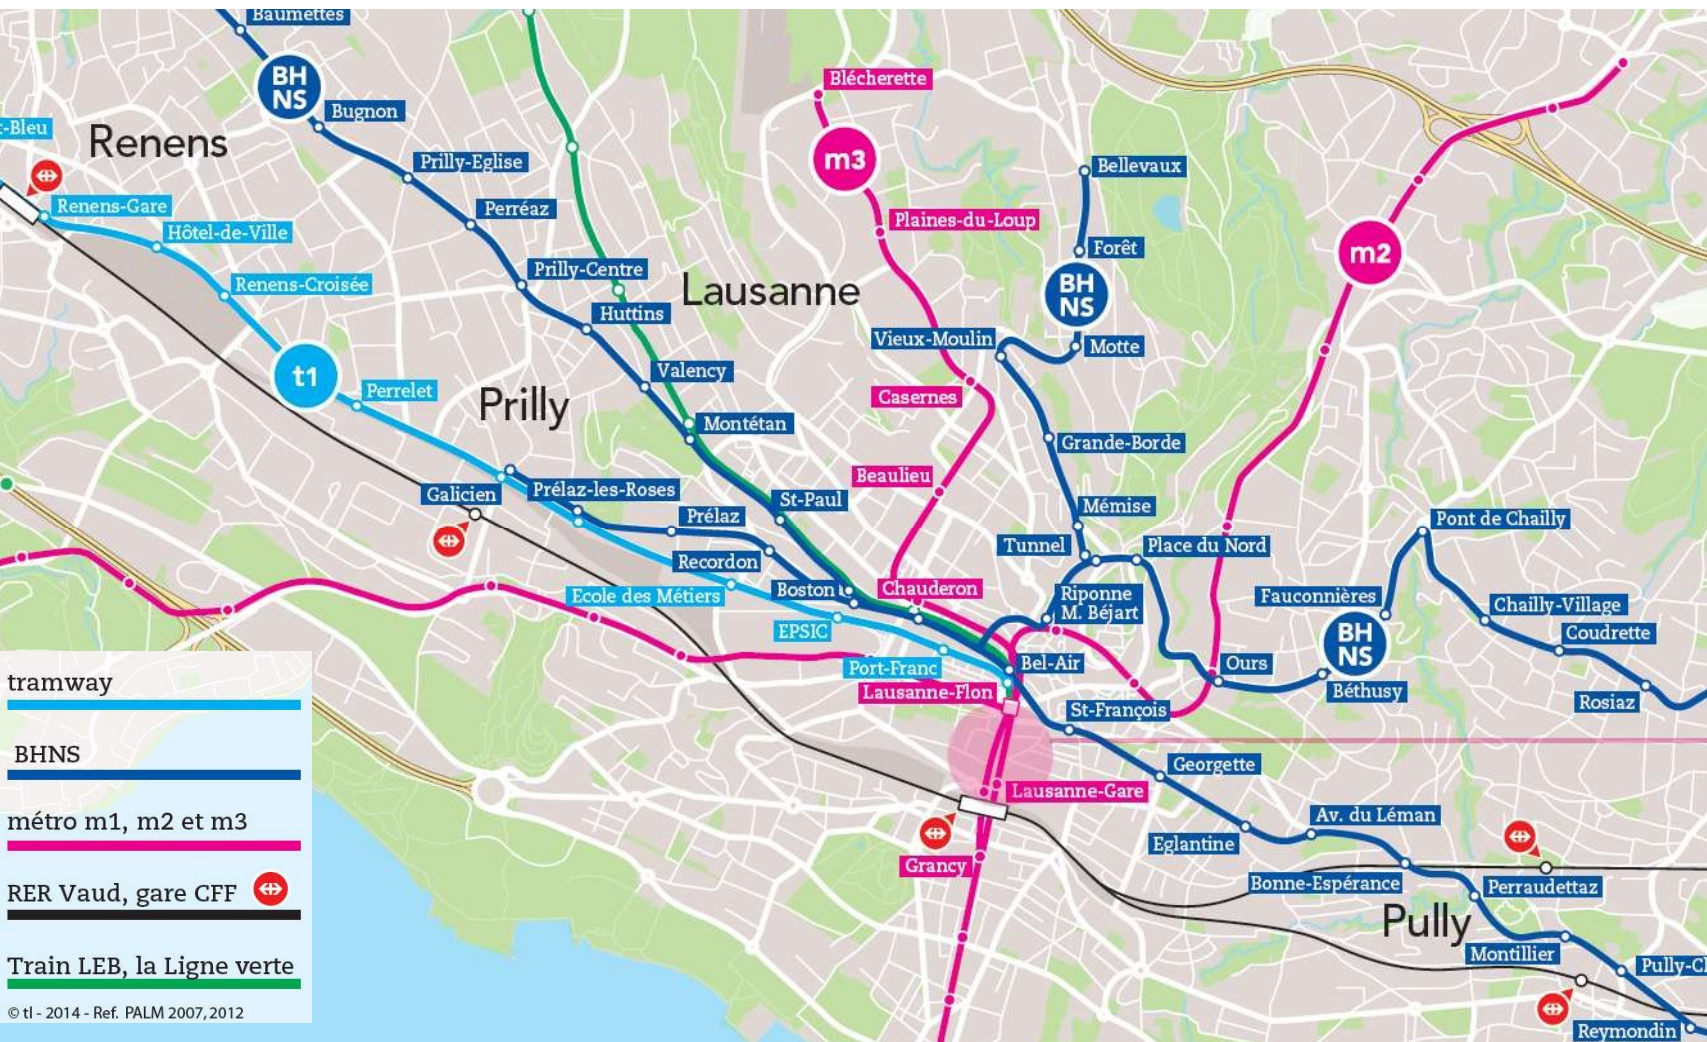 Baumettes
BH
NS
Bugnon
Blécherette
m3
Renens
Prilly-Eglise
Bellevaux
Renens-Gare
Perréaz
Plaines-du-Loup
Hôtel-de-Ville
Forêt
m2
Renens-Croisée
Prilly-Centre
Lausanne
BH
NS
Huttins
Vieux-Moulin
Motte
t1
Perrelet
Valency
Prilly
Casernes
Montétan
Grande-Borde
Beaulieu
Galicien
Prélaz-les-Roses
St-Paul
Mémise
Prélaz
Pont de Chailly
Tunnel
Place du Nord
Recordon
Ecole des Métiers
Boston
Chauderon
Riponne
M. Béjart
Fauconnières
Chailly-Village
EPSIC
Coudrette
BH
NS
Port-Franc
Bel-Air
Ours
Béthusy
Lausanne-Flon
Rosiaz
St-François
Georgette
Lausanne-Gare
Av. du Léman
Eglantine
Grancy
Bonne-Espérance
Perraudettaz
Pully
Montillier
Reymondin
tramway
BHNS
métro m1, m2 et m3
RER Vaud, gare CFF
Train LEB, la Ligne verte
© tl - 2014 - Ref. PALM 2007, 2012